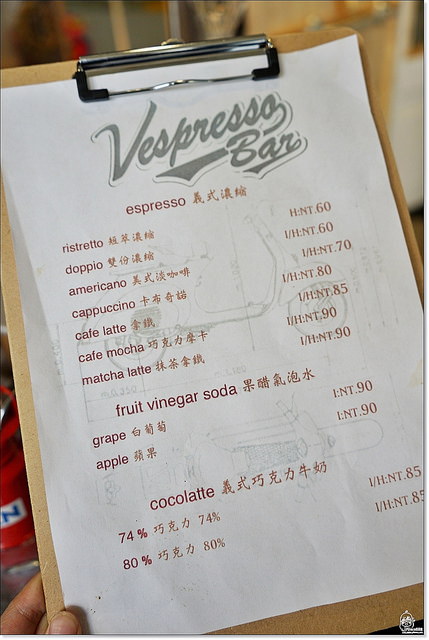 Vespresso
Bar
espresso 義式濃縮
ristretto 短萃濃縮 H:NT.60
doppio 雙份濃縮 I/H:NT.60
americano 美式淡咖啡 I/H:NT.70
cappuccino 卡布奇諾 I/H:NT.80
cafe latte 拿鐵 I/H:NT.85
cafe mocha 巧克力摩卡 I/H:NT.90
matcha latte 抹茶拿鐵 I/H:NT.90
fruit vinegar soda 果醋氣泡水
grape 白葡萄 I:NT.90
apple 蘋果 I:NT.90
cocolatte 義式巧克力牛奶
74 % 巧克力 74% I/H:NT.85
80 % 巧克力 80% I/H:NT.85